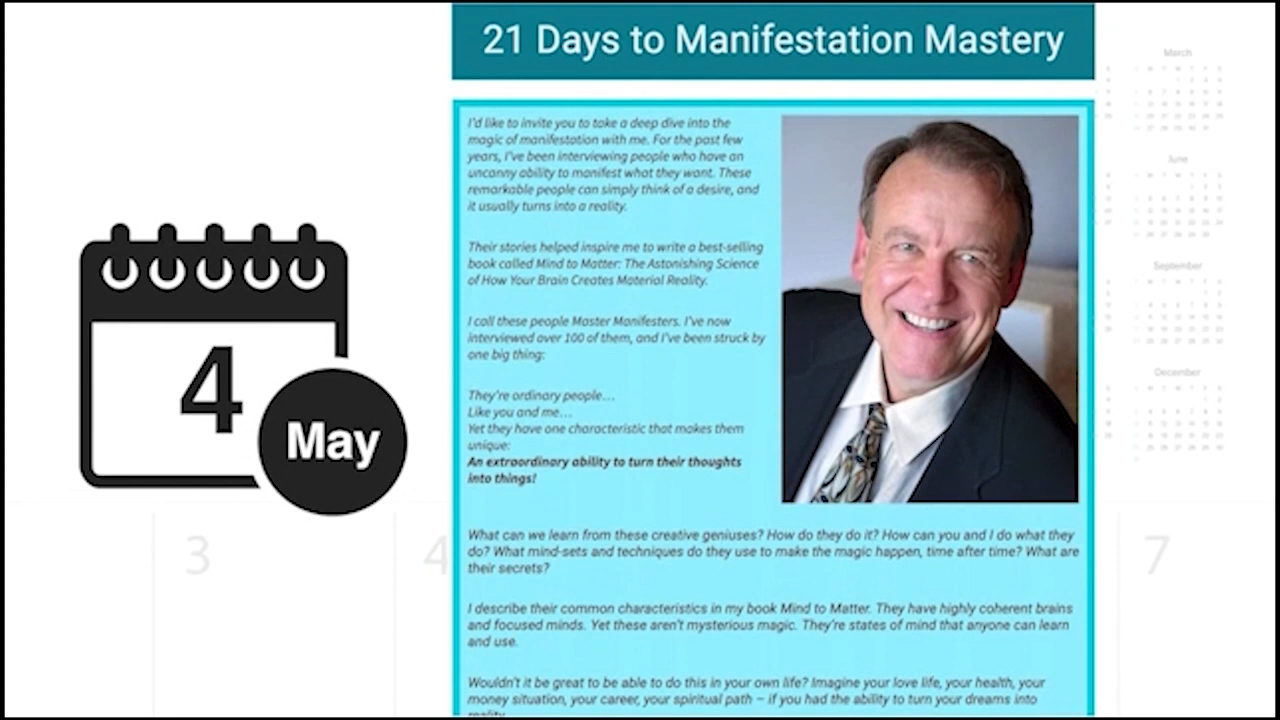 21 Days to Manifestation Mastery
I'd like to invite you to take a deep dive into the
magic of manifestation with me. For the past few
years, I've been interviewing people who have an
uncanny ability to manifest what they want. These
remarkable people can simply think of a desire, and
it usually turns into a reality.
Their stories helped inspire me to write a best-selling
book called Mind to Matter: The Astonishing Science
of How Your Brain Creates Material Reality.
I call these people Master Manifesters. I've now
interviewed over 100 of them, and I've been struck by
one big thing:
They're ordinary people...
Like you and me...
Yet they have one characteristic that makes them
unique:
An extraordinary ability to turn their thoughts
into things!
What can we learn from these creative geniuses? How do they do it? How can you and I do what they
do? What mind-sets and techniques do they use to make the magic happen, time after time? What are
their secrets?
I describe their common characteristics in my book Mind to Matter. They have highly coherent brains
and focused minds. Yet these aren't mysterious magic. They're states of mind that anyone can learn
and use.
Wouldn't it be great to be able to do this in your own life? Imagine your love life, your health, your
money situation, your career, your spiritual path – if you had the ability to turn your dreams into
reality
4
May
3
4
7
March
June
September
December